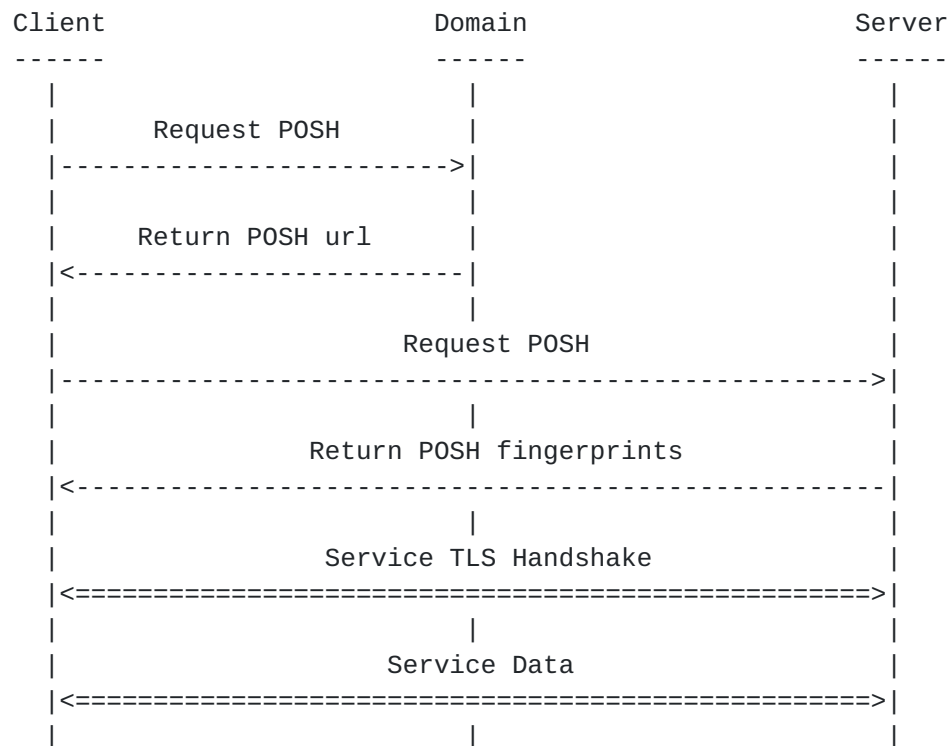 Client Domain Server
------ ------ ------
Request POSH
Return POSH url
Request POSH
Return POSH fingerprints
Service TLS Handshake
Service Data